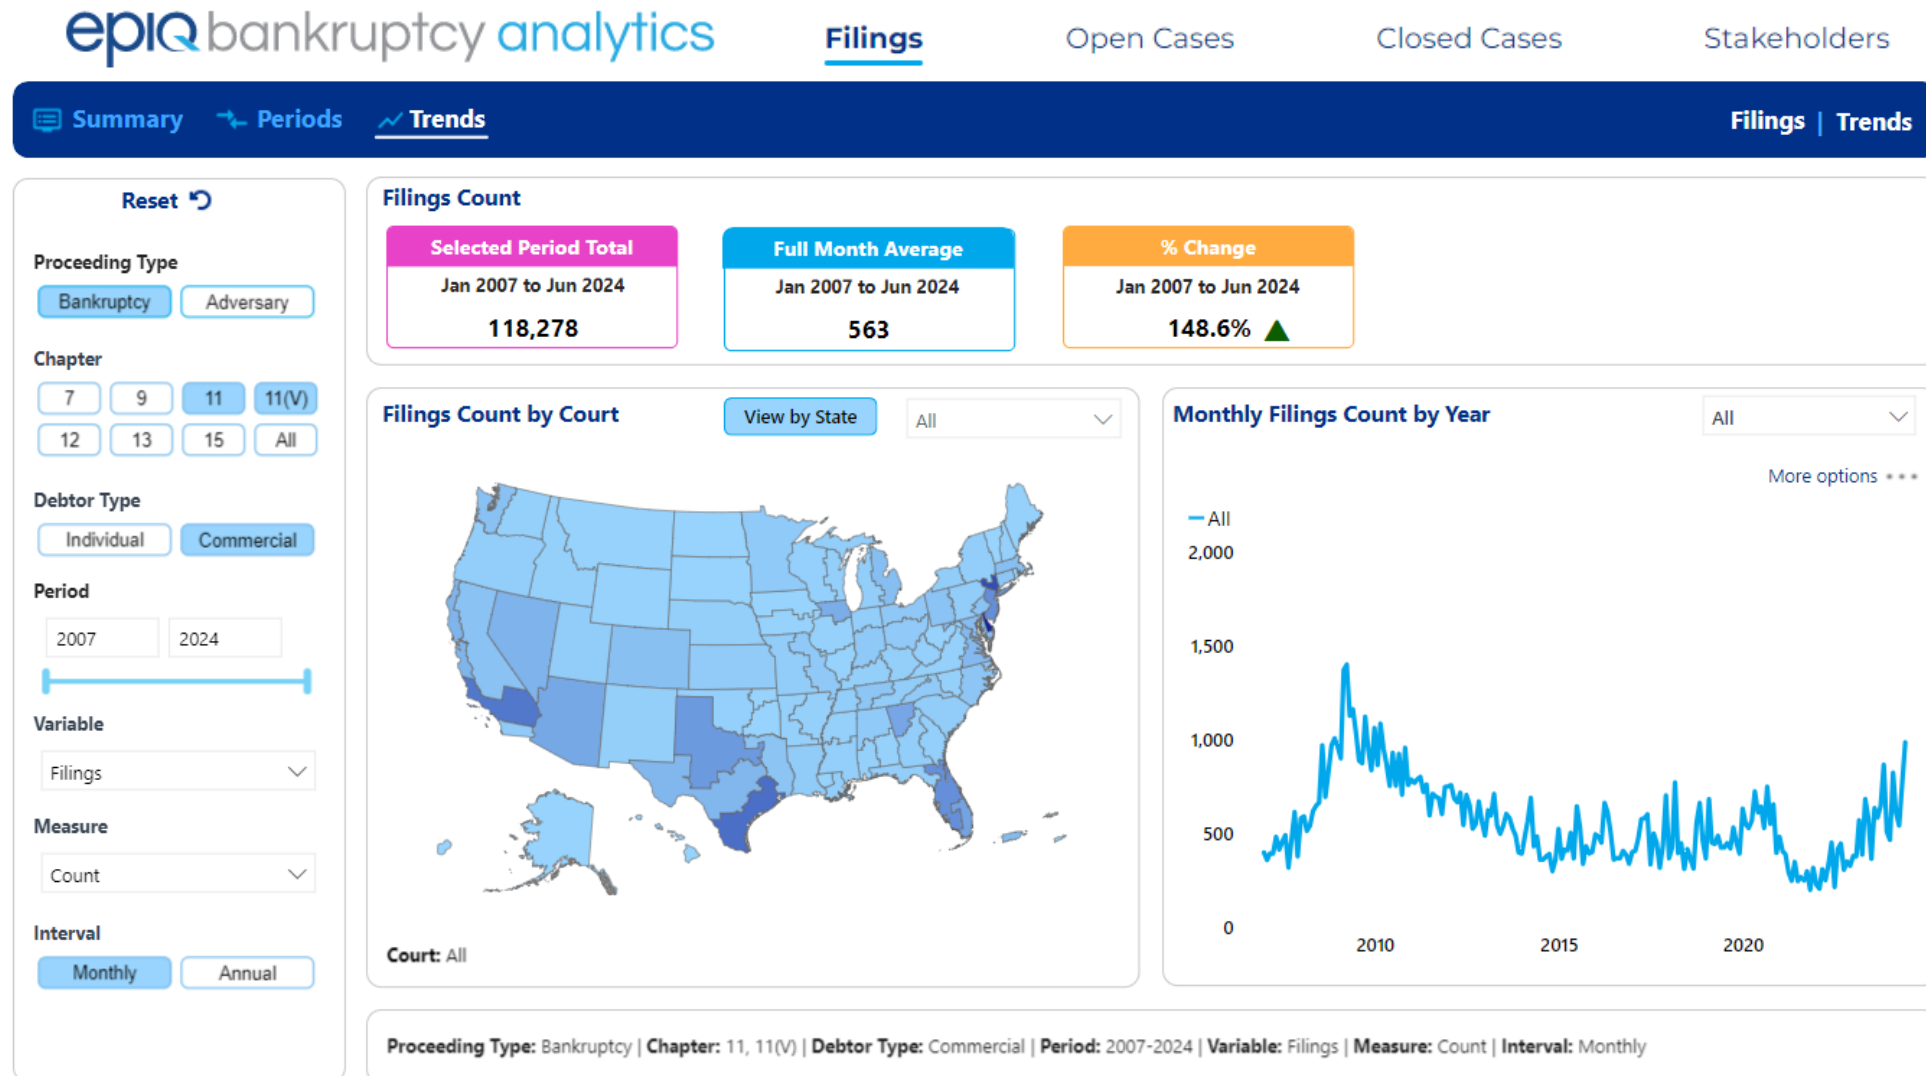 epiq bankruptcy analytics
Filings
Open Cases
Closed Cases
Stakeholders
Summary
Periods
Trends
Filings | Trends
Reset
Proceeding Type
Bankruptcy
Adversary
Chapter
7
9
11
11(V)
12
13
15
All
Debtor Type
Individual
Commercial
Period
2007
2024
Variable
Filings
Measure
Count
Interval
Monthly
Annual
Filings Count
Selected Period Total
Jan 2007 to Jun 2024
118,278
Full Month Average
Jan 2007 to Jun 2024
563
% Change
Jan 2007 to Jun 2024
148.6%
Filings Count by Court
View by State
All
Court: All
Monthly Filings Count by Year
All
More options
All
2,000
1,500
1,000
500
0
2010
2015
2020
Proceeding Type: Bankruptcy | Chapter: 11, 11(V) | Debtor Type: Commercial | Period: 2007-2024 | Variable: Filings | Measure: Count | Interval: Monthly